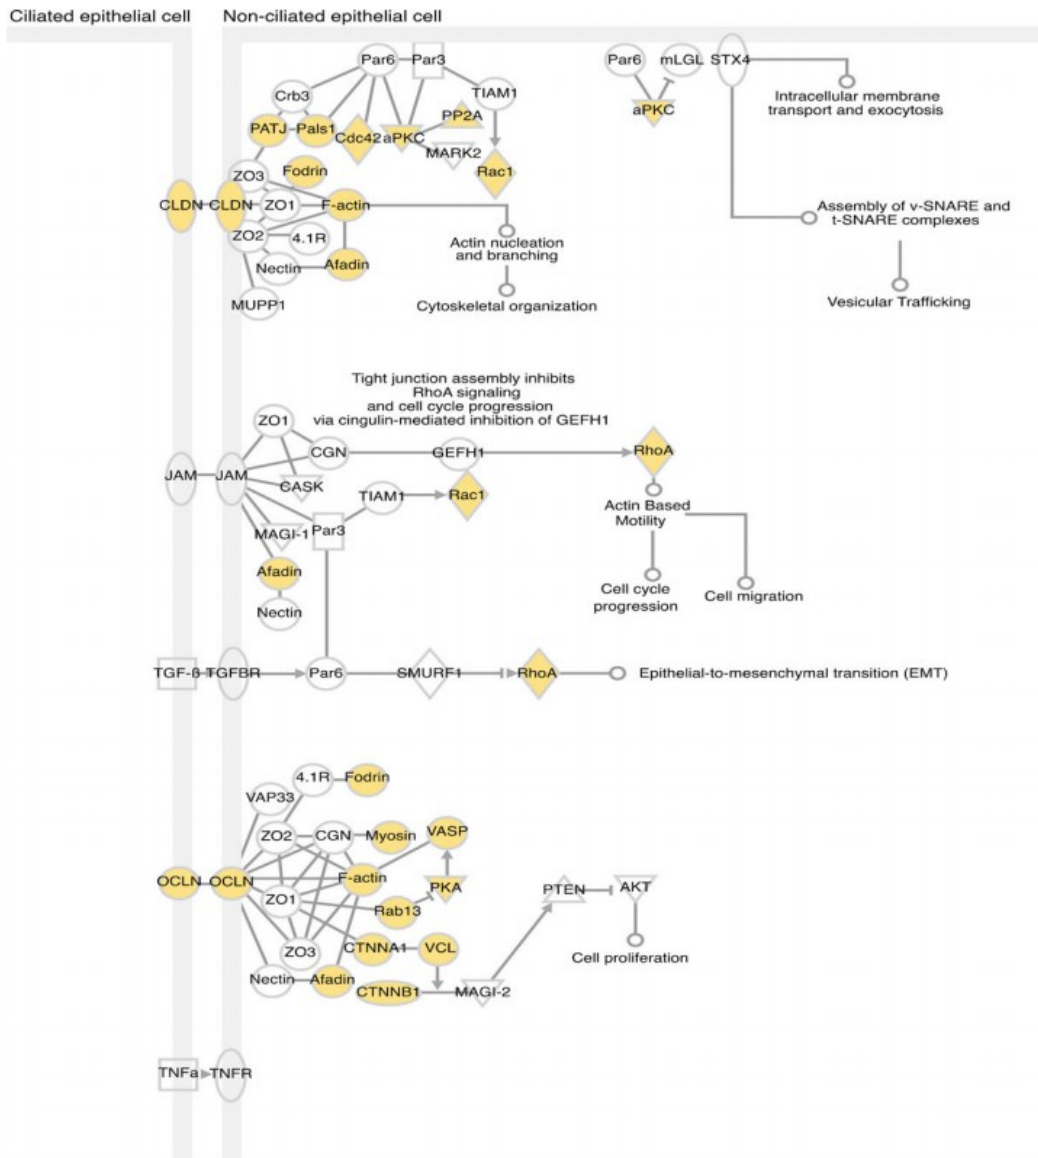 Ciliated epithelial cell
Non-ciliated epithelial cell
Par6
Par3
Par6
mLGL
STX4
Crb3
TIAM1
Intracellular membrane
transport and exocytosis
aPKC
PATJ
Pals1
Cdc42
aPKC
PP2A
MARK2
Rac1
ZO3
Fodrin
CLDN
CLDN
ZO1
F-actin
Assembly of v-SNARE and
t-SNARE complexes
ZO2
4.1R
Actin nucleation
and branching
Nectin
Afadin
MUPP1
Cytoskeletal organization
Vesicular Trafficking
Tight junction assembly inhibits
RhoA signaling
and cell cycle progression
via cingulin-mediated inhibition of GEFH1
ZO1
CGN
GEFH1
RhoA
JAM
JAM
CASK
TIAM1
Rac1
Actin Based
Motility
MAGI-1
Par3
Afadin
Cell cycle
progression
Cell migration
Nectin
TGF-ß
TGFBR
Par6
SMURF1
RhoA
Epithelial-to-mesenchymal transition (EMT)
4.1R
Fodrin
VAP33
ZO2
CGN
Myosin
VASP
OCLN
OCLN
F-actin
PKA
PTEN
AKT
ZO1
Rab13
ZO3
CTNNA1
VCL
Cell proliferation
Nectin
Afadin
CTNNB1
MAGI-2
TNFa
TNFR